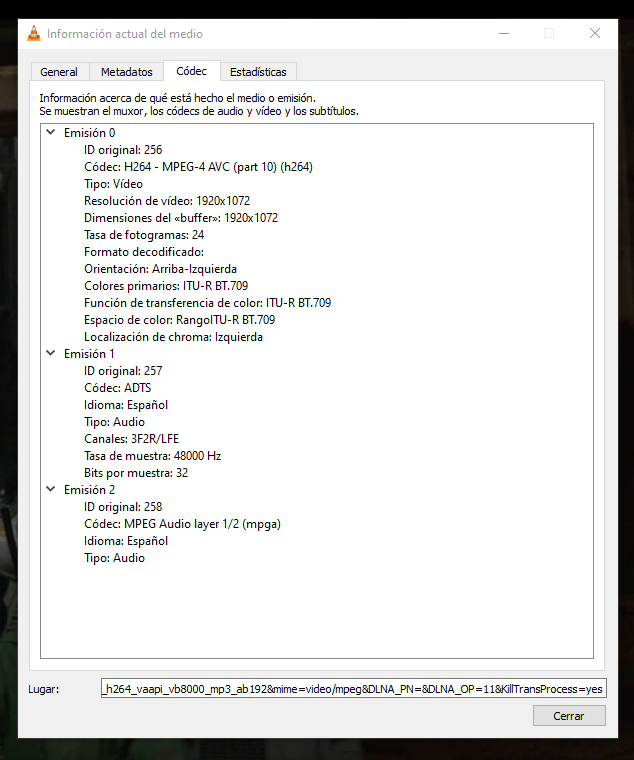 Información actual del medio
General Metadatos Códec Estadísticas
Información acerca de qué está hecho el medio o emisión.
Se muestran el muxor, los códecs de audio y vídeo y los subtítulos.
Emisión 0
ID original: 256
Códec: H264 - MPEG-4 AVC (part 10) (h264)
Tipo: Vídeo
Resolución de vídeo: 1920x1072
Dimensiones del «buffer»: 1920x1072
Tasa de fotogramas: 24
Formato decodificado:
Orientación: Arriba-Izquierda
Colores primarios: ITU-R BT.709
Función de transferencia de color: ITU-R BT.709
Espacio de color: RangoITU-R BT.709
Localización de chroma: Izquierda
Emisión 1
ID original: 257
Códec: ADTS
Idioma: Español
Tipo: Audio
Canales: 3F2R/LFE
Tasa de muestra: 48000 Hz
Bits por muestra: 32
Emisión 2
ID original: 258
Códec: MPEG Audio layer 1/2 (mpga)
Idioma: Español
Tipo: Audio
Lugar: _h264_vaapi_vb8000_mp3_ab192&mime=video/mpeg&DLNA_PN=&DLNA_OP=11&KillTransProcess=yes
Cerrar